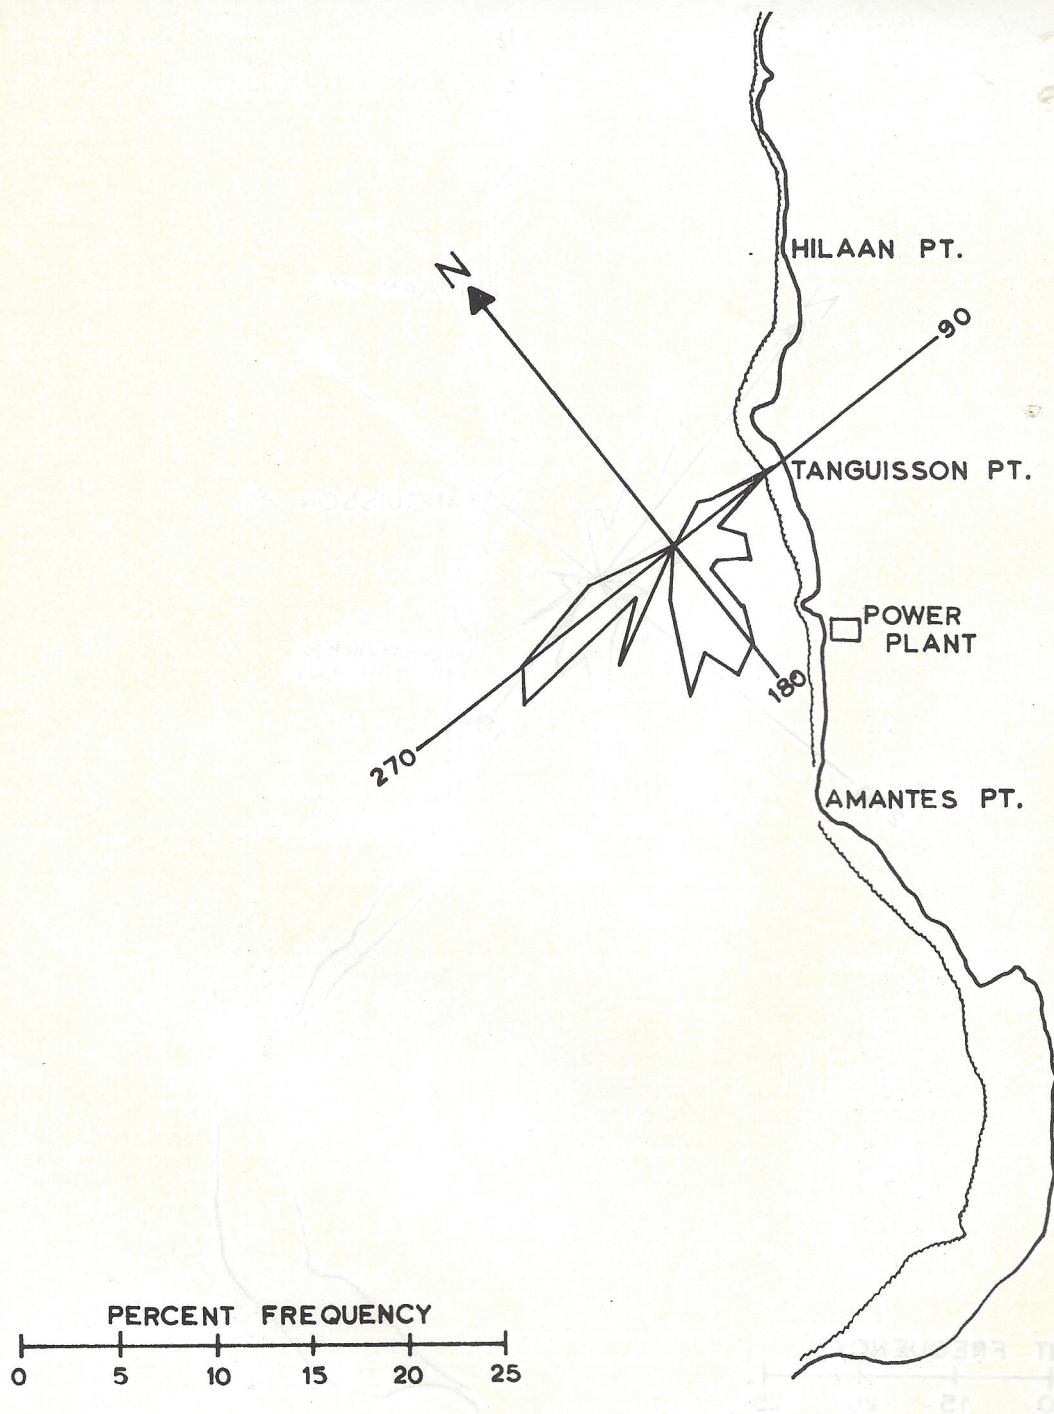 HILAAN PT.
N
90
TANGUISSON PT.
POWER
PLANT
180
270
AMANTES PT.
PERCENT FREQUENCY
0 5 10 15 20 25